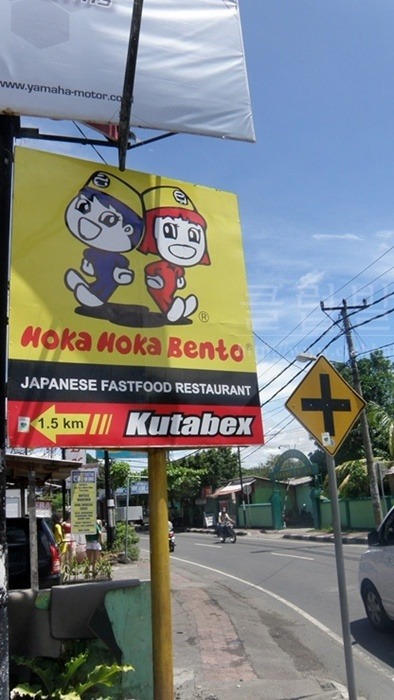 www.yamaha-motor.co
HOKA HOKA BENTO
®
JAPANESE FASTFOOD RESTAURANT
1.5 km
Kutabex